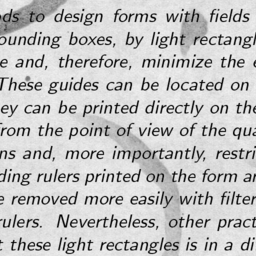 to design forms with fields
ounding boxes, by light rectangl
e and, therefore, minimize the
These guides can be located on
ey can be printed directly on the
from the point of view of the qua
ns and, more importantly, restri
ding rulers printed on the form a
e removed more easily with filter
rulers. Nevertheless, other pract
t these light rectangles is in a di